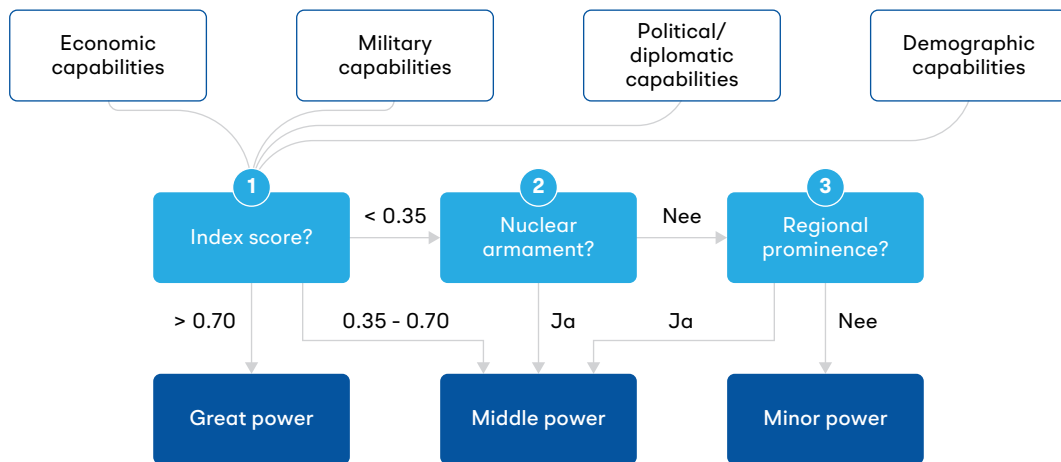 Economic
capabilities
Military
capabilities
Political/
diplomatic
capabilities
Demographic
capabilities
1
2
3
Index score?
< 0.35
Nuclear
armament?
Nee
Regional
prominence?
> 0.70
0.35 - 0.70
Ja
Ja
Nee
Great power
Middle power
Minor power